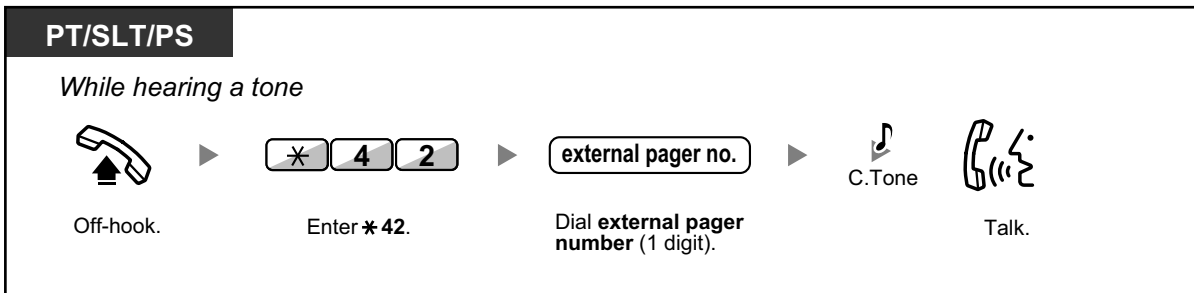 PT/SLT/PS
While hearing a tone
* 4 2
external pager no.
C.Tone
Off-hook.
Enter * 42.
Dial external pager
number (1 digit).
Talk.